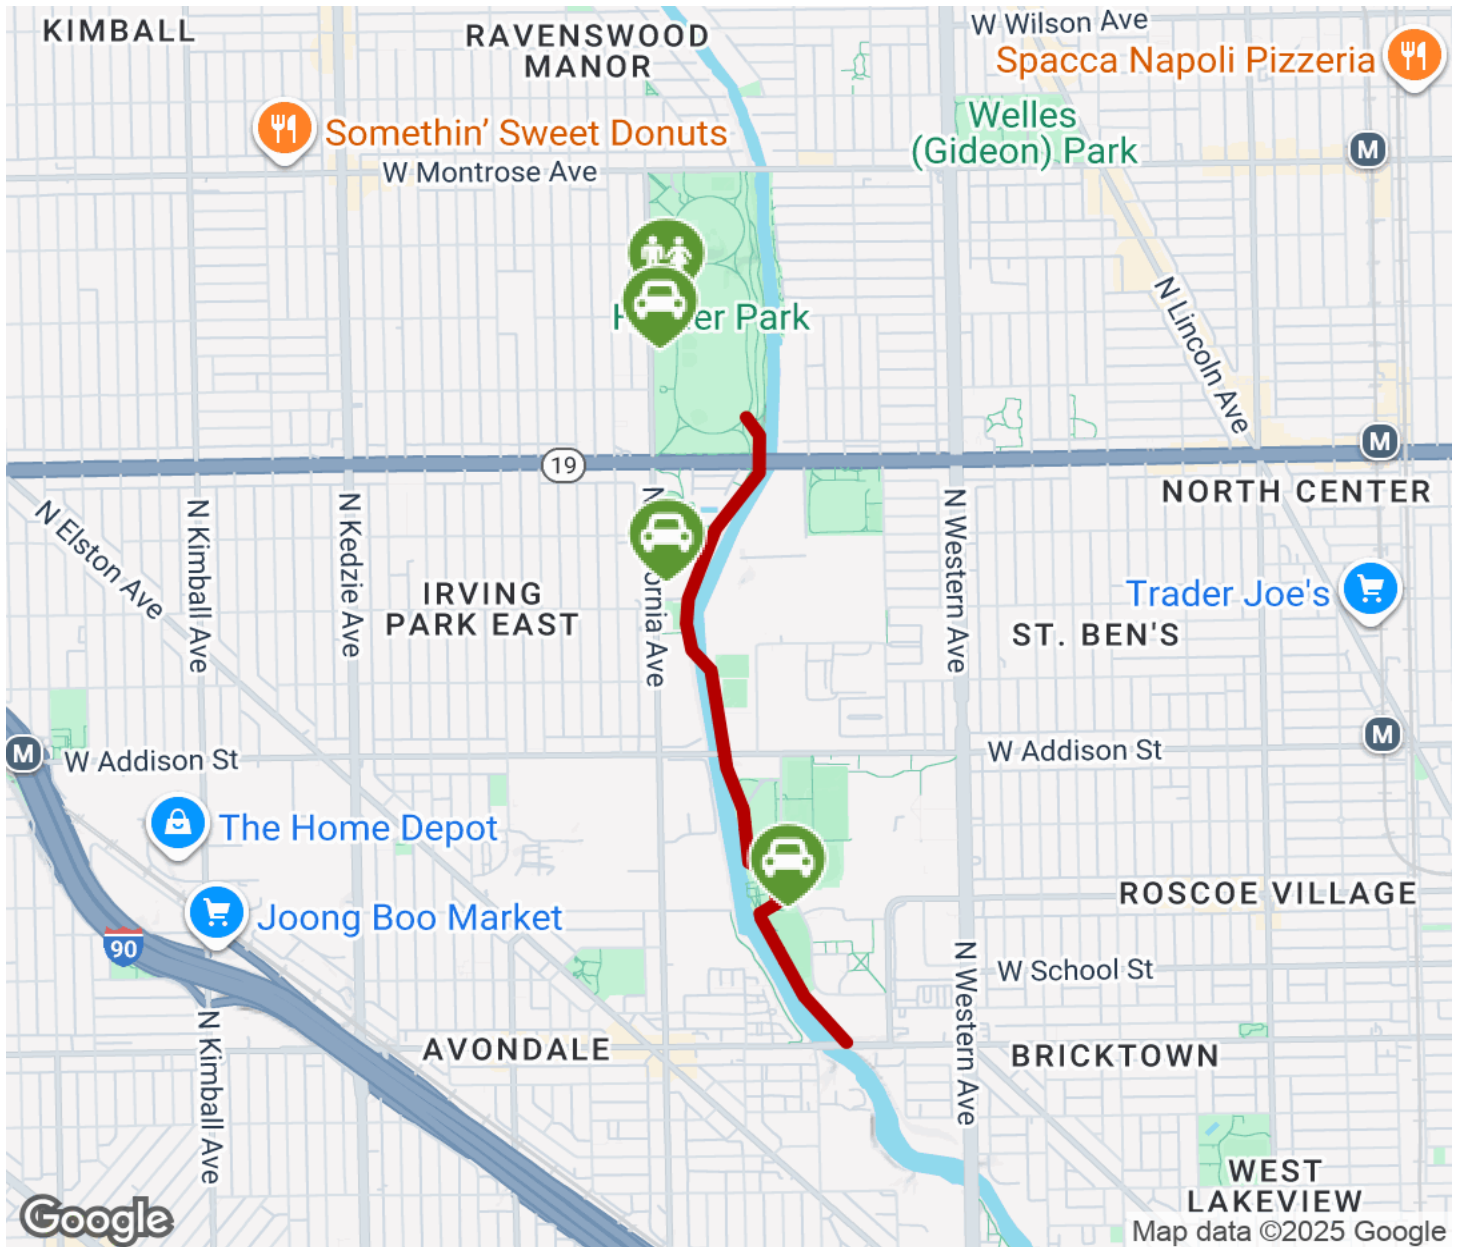 KIMBALL
RAVENSWOOD
MANOR
W Wilson Ave
Spacca Napoli Pizzeria
Somethin' Sweet Donuts
Welles
(Gideon) Park
W Montrose Ave
M
er Park
N Lincoln Ave
19
M
N Elston Ave
N Kimball Ave
N Kedzie Ave
N
ornia Ave
N Western Ave
NORTH CENTER
IRVING
PARK EAST
Trader Joe's
ST. BEN'S
M
W Addison St
W Addison St
M
The Home Depot
Joong Boo Market
90
ROSCOE VILLAGE
W School St
N Western Ave
N Kimball Ave
AVONDALE
BRICKTOWN
WEST
LAKEVIEW
Google
Map data ©2025 Google